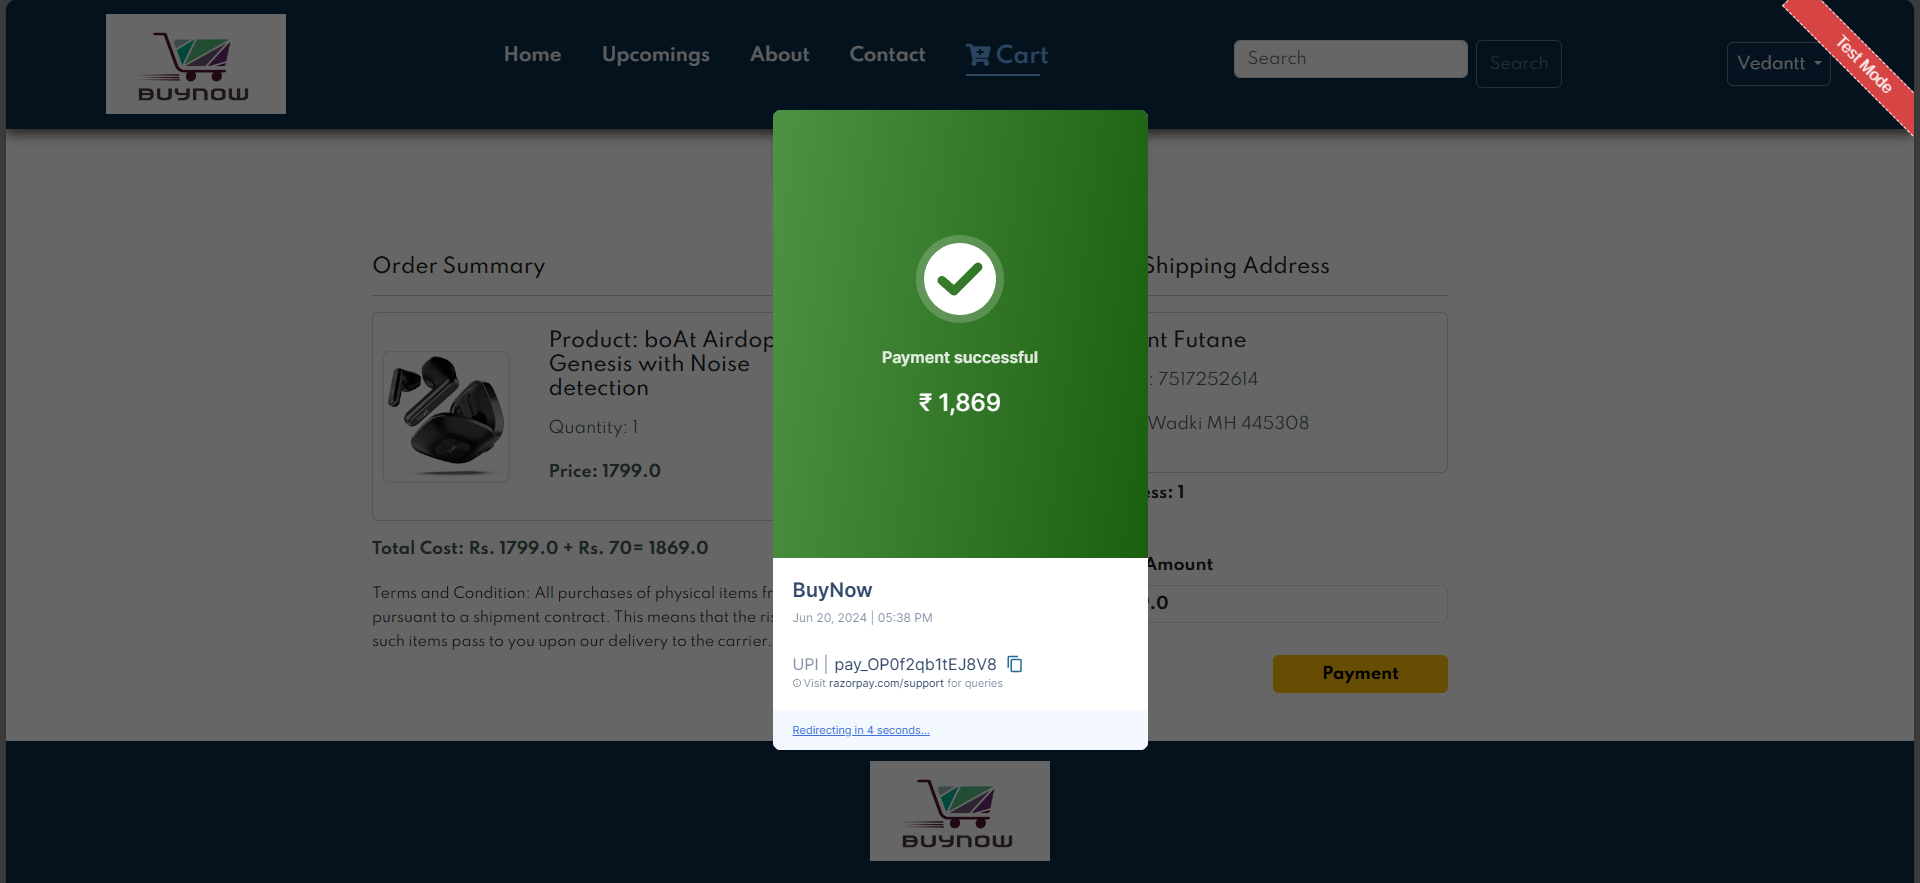 BUYNOW
Home
Upcomings
About
Contact
Cart
Search
Search
Vedantt
Test Mode
Order Summary
Product: boAt Airdop
Genesis with Noise
detection
Quantity: 1
Price: 1799.0
Total Cost: Rs. 1799.0 + Rs. 70= 1869.0
Terms and Condition: All purchases of physical items fr
pursuant to a shipment contract. This means that the ris
such items pass to you upon our delivery to the carrier.
Payment successful
₹ 1,869
BuyNow
Jun 20, 2024 | 05:38 PM
UPI | pay_OP0f2qb1tEJ8V8
Visit razorpay.com/support for queries
Redirecting in 4 seconds...
Shipping Address
nt Futane
: 7517252614
Wadki MH 445308
ess: 1
Amount
.0
Payment
BUYNOW